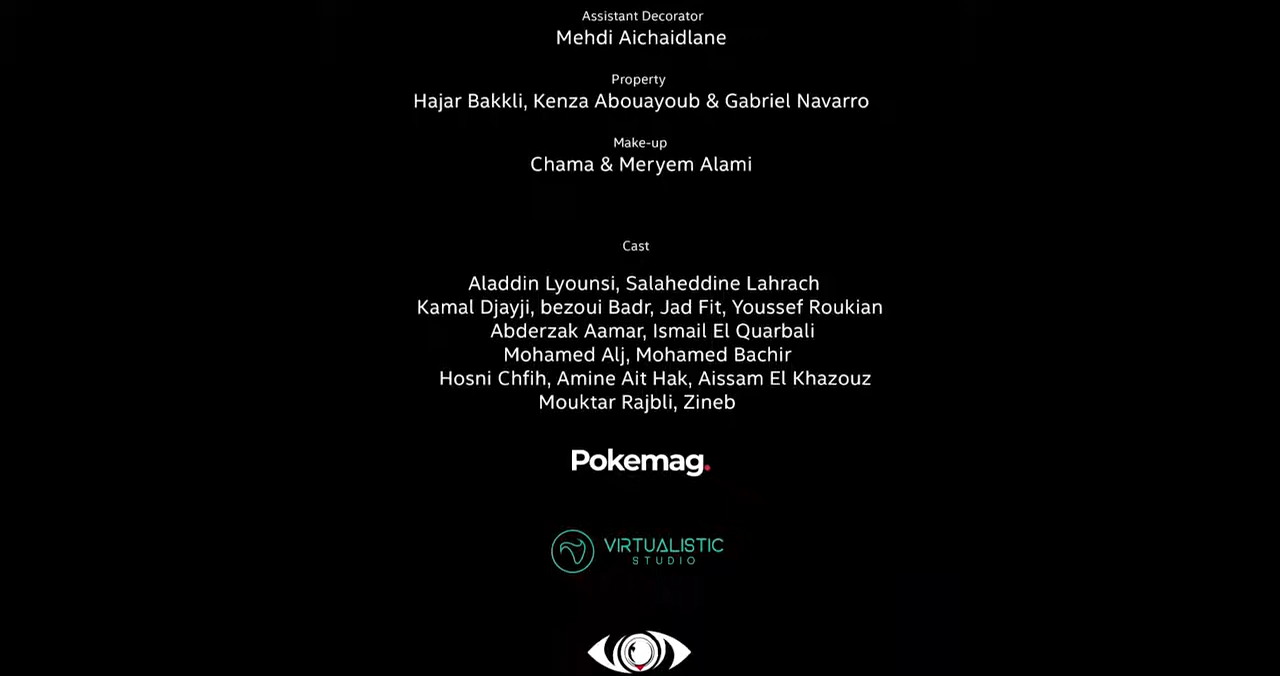 Assistant Decorator
Mehdi Aichaidlane
Property
Hajar Bakkli, Kenza Abouayoub & Gabriel Navarro
Make-up
Chama & Meryem Alami
Cast
Aladdin Lyounsi, Salaheddine Lahrach
Kamal Djayji, bezoui Badr, Jad Fit, Youssef Roukian
Abderzak Aamar, Ismail El Quarbali
Mohamed Alj, Mohamed Bachir
Hosni Chfih, Amine Ait Hak, Aissam El Khazouz
Mouktar Rajbli, Zineb
Pokemag.
VIRTUALISTIC
STUDIO